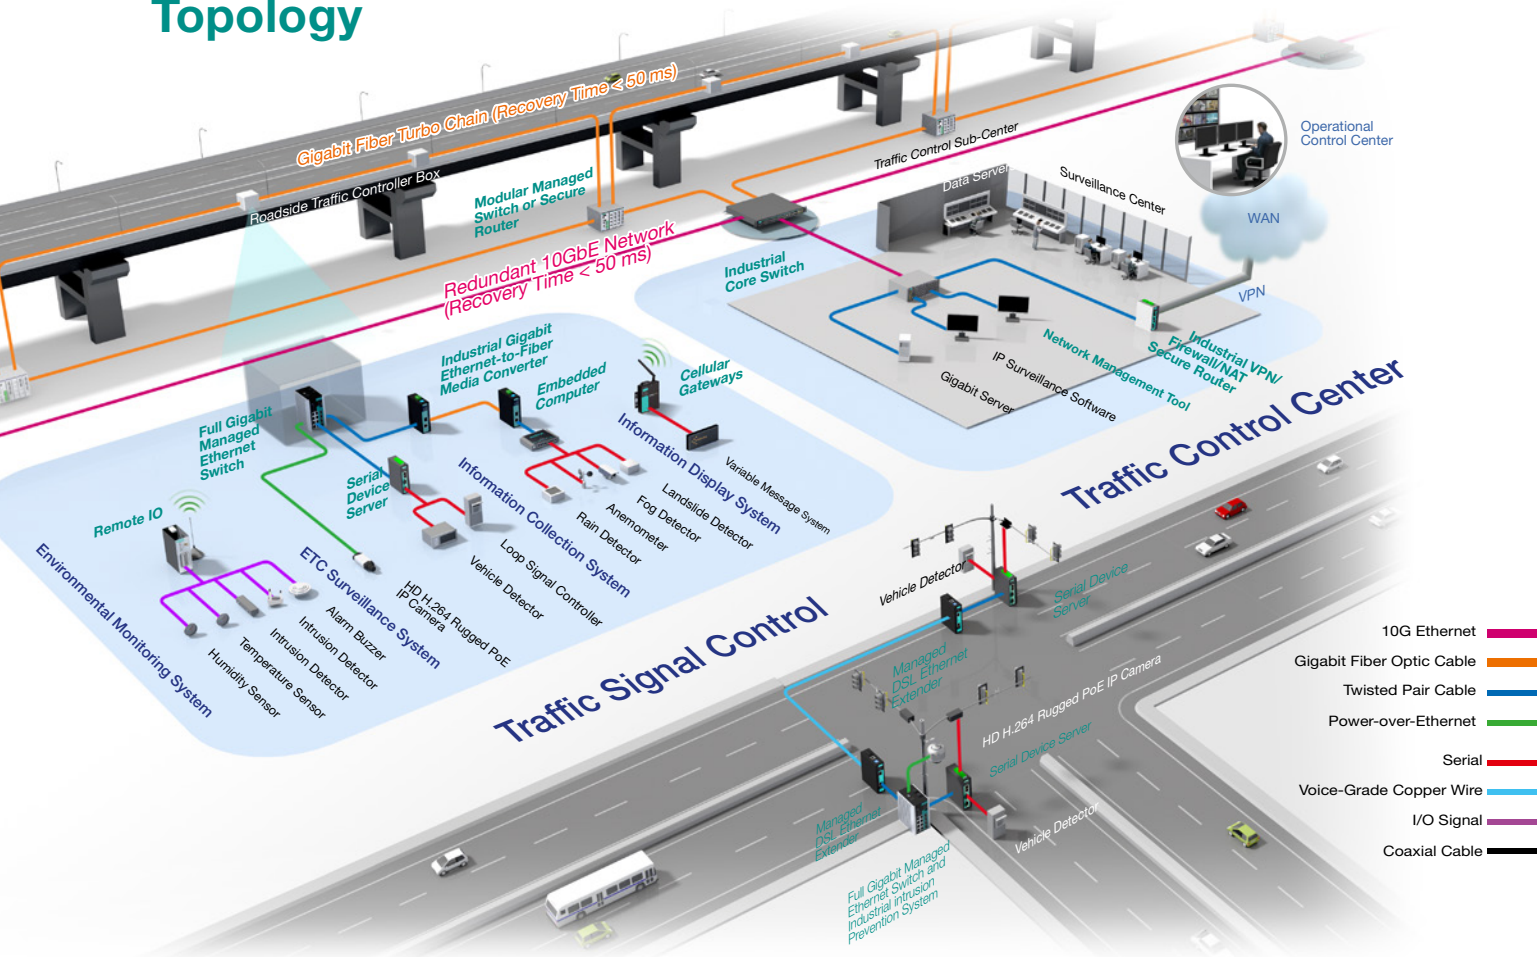 Topology
Gigabit Fiber Turbo Chain (Recovery Time < 50 ms)
Roadside Traffic Controller Box
Modular Managed
Switch or Secure
Router
Redundant 10GbE Network
(Recovery Time < 50 ms)
Traffic Control Sub-Center
Data Server
Surveillance Center
Operational
Control Center
WAN
VPN
Industrial
Core Switch
Industrial VPN/
Firewall/NAT
Secure Router
Network Management Tool
IP Surveillance Software
Gigabit Server
Traffic Control Center
Industrial Gigabit
Ethernet-to-Fiber
Media Converter
Embedded
Computer
Cellular
Gateways
Full Gigabit
Managed
Ethernet
Switch
Serial
Device
Server
Remote IO
Information Display System
Variable Message System
Information Collection System
Landslide Detector
Fog Detector
Anemometer
Rain Detector
ETC Surveillance System
Loop Signal Controller
Vehicle Detector
HD H.264 Rugged PoE
IP Camera
Environmental Monitoring System
Alarm Buzzer
Intrusion Detector
Intrusion Detector
Temperature Sensor
Humidity Sensor
Traffic Signal Control
Vehicle Detector
Serial Device
Server
Managed
DSL Ethernet
Extender
HD H.264 Rugged PoE IP Camera
Serial Device Server
Managed
DSL Ethernet
Extender
Vehicle Detector
Full Gigabit Managed
Ethernet Switch and
Industrial intrusion
Prevention System
10G Ethernet
Gigabit Fiber Optic Cable
Twisted Pair Cable
Power-over-Ethernet
Serial
Voice-Grade Copper Wire
I/O Signal
Coaxial Cable